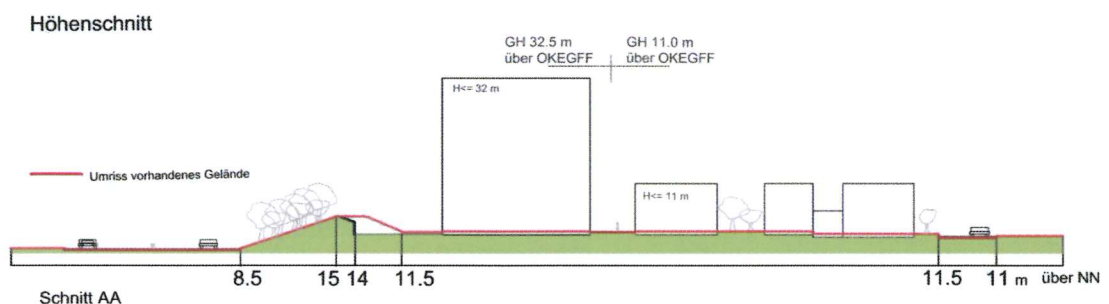 Höhenschnitt
GH 32.5 m
über OKEGFF
GH 11.0 m
über OKEGFF
H<= 32 m
Umriss vorhandenes Gelände
H<= 11 m
8.5 15 14 11.5 11.5 11 m über NN
Schnitt AA